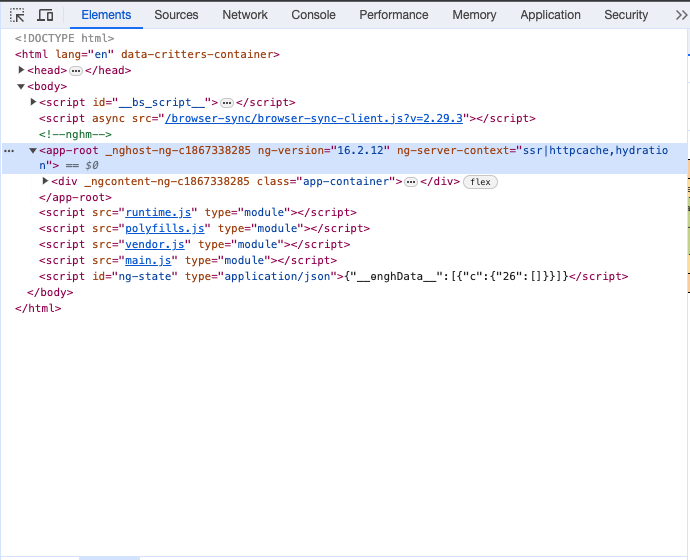 Elements Sources Network Console Performance Memory Application Security
<!DOCTYPE html>
<html lang="en" data-critters-container>
<head> ⋯ </head>
<body>
<script id="__bs_script__"> ⋯ </script>
<script async src="/browser-sync/browser-sync-client.js?v=2.29.3"></script>
<!--nghm-->
<app-root _nghost-ng-c1867338285 ng-version="16.2.12" ng-server-context="ssr|httpcache,hydratio
n"> == $0
<div _ngcontent-ng-c1867338285 class="app-container"> ⋯ </div> flex
</app-root>
<script src="runtime.js" type="module"></script>
<script src="polyfills.js" type="module"></script>
<script src="vendor.js" type="module"></script>
<script src="main.js" type="module"></script>
<script id="ng-state" type="application/json">{"__ɵnghData__":[{"c":{"26":[]}}]}</script>
</body>
</html>